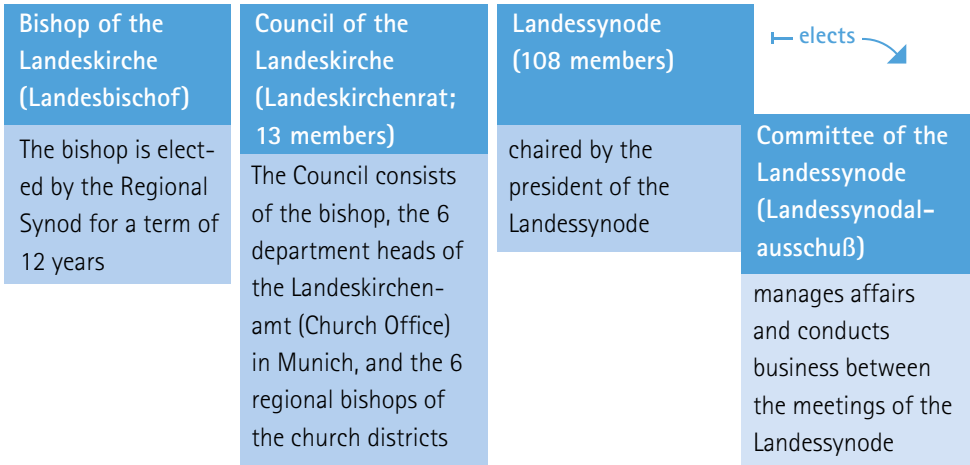 Bishop of the
Landeskirche
(Landesbischof)
The bishop is elect-
ed by the Regional
Synod for a term of
12 years
Council of the
Landeskirche
(Landeskirchenrat;
13 members)
The Council consists
of the bishop, the 6
department heads of
the Landeskirchen-
amt (Church Office)
in Munich, and the 6
regional bishops of
the church districts
Landessynode
(108 members)
chaired by the
president of the
Landessynode
elects
Committee of the
Landessynode
(Landessynodal-
ausschuß)
manages affairs
and conducts
business between
the meetings of the
Landessynode